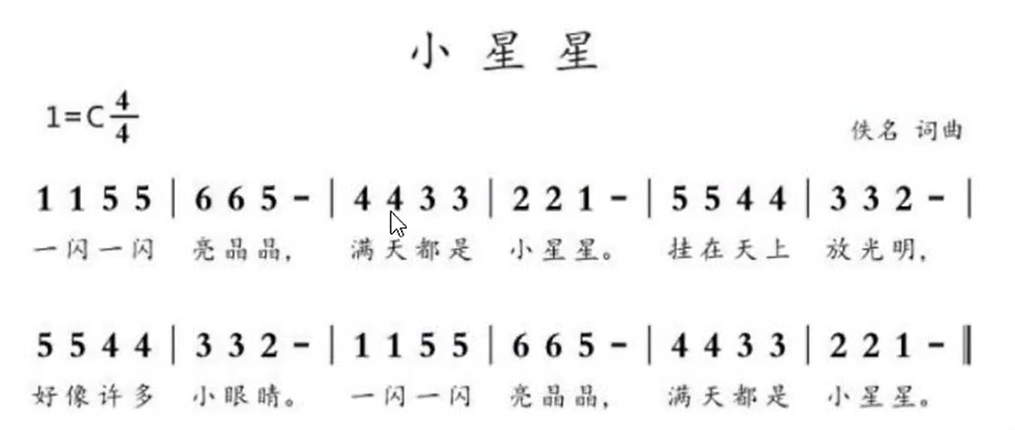 小星星
1=C 4/4
佚名 词曲
1 1 5 5 | 6 6 5 - | 4 4 3 3 | 2 2 1 - | 5 5 4 4 | 3 3 2 - |
一闪一闪 亮晶晶， 满天都是 小星星。 挂在天上 放光明，
5 5 4 4 | 3 3 2 - | 1 1 5 5 | 6 6 5 - | 4 4 3 3 | 2 2 1 - ‖
好像许多 小眼睛。 一闪一闪 亮晶晶， 满天都是 小星星。